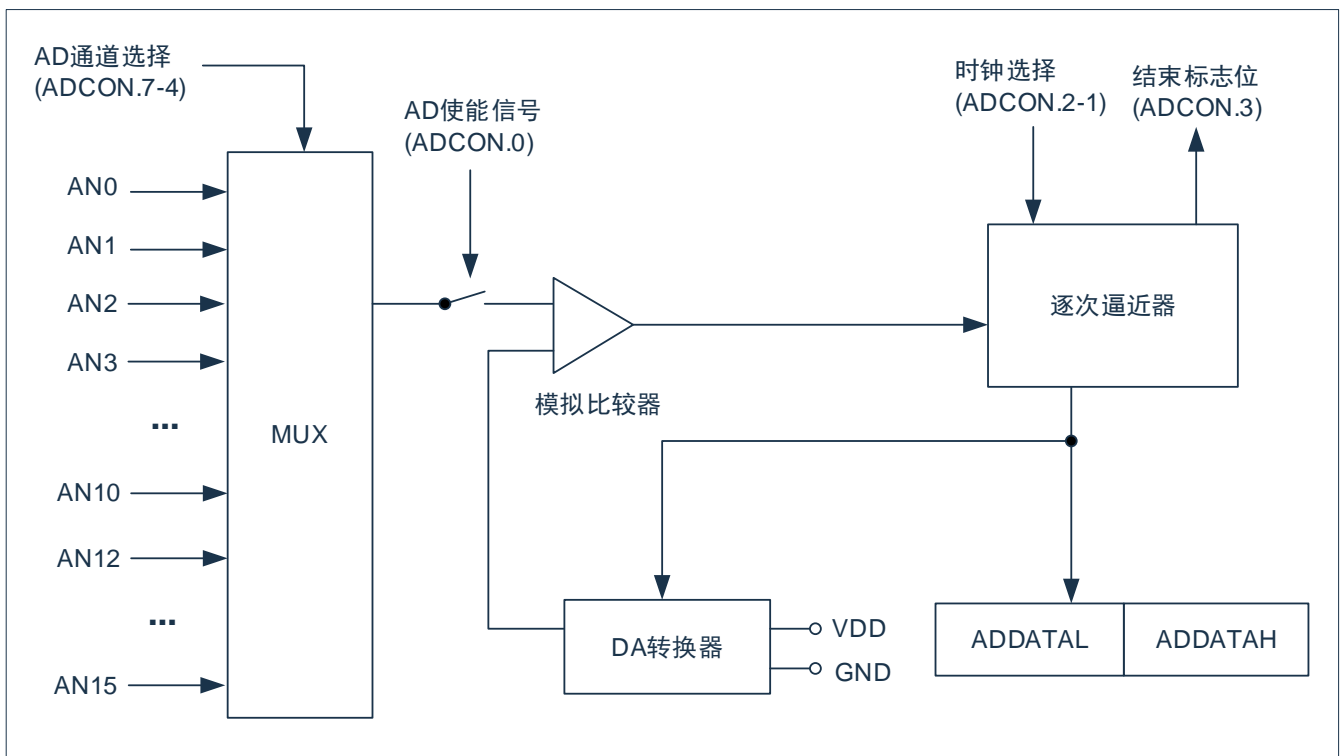 AD通道选择
(ADCON.7-4)
AD使能信号
(ADCON.0)
时钟选择
(ADCON.2-1)
结束标志位
(ADCON.3)
AN0
AN1
AN2
AN3
...
AN10
AN12
...
AN15
MUX
模拟比较器
逐次逼近器
DA转换器
VDD
GND
ADDATAL
ADDATAH